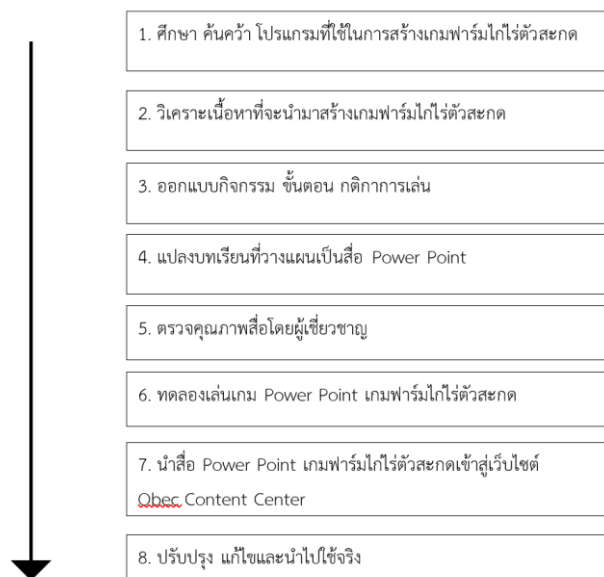 1. ศึกษา ค้นคว้า โปรแกรมที่ใช้ในการสร้างเกมฟาร์มไก่ไร่ตัวสะกด
2. วิเคราะเนื้อหาที่จะนำมาสร้างเกมฟาร์มไก่ไร่ตัวสะกด
3. ออกแบบกิจกรรม ขั้นตอน กติกาการเล่น
4. แปลงบทเรียนที่วางแผนเป็นสื่อ Power Point
5. ตรวจคุณภาพสื่อโดยผู้เชี่ยวชาญ
6. ทดลองเล่นเกม Power Point เกมฟาร์มไก่ไร่ตัวสะกด
7. นำสื่อ Power Point เกมฟาร์มไก่ไร่ตัวสะกดเข้าสู่เว็บไซต์
Obec Content Center
8. ปรับปรุง แก้ไขและนำไปใช้จริง